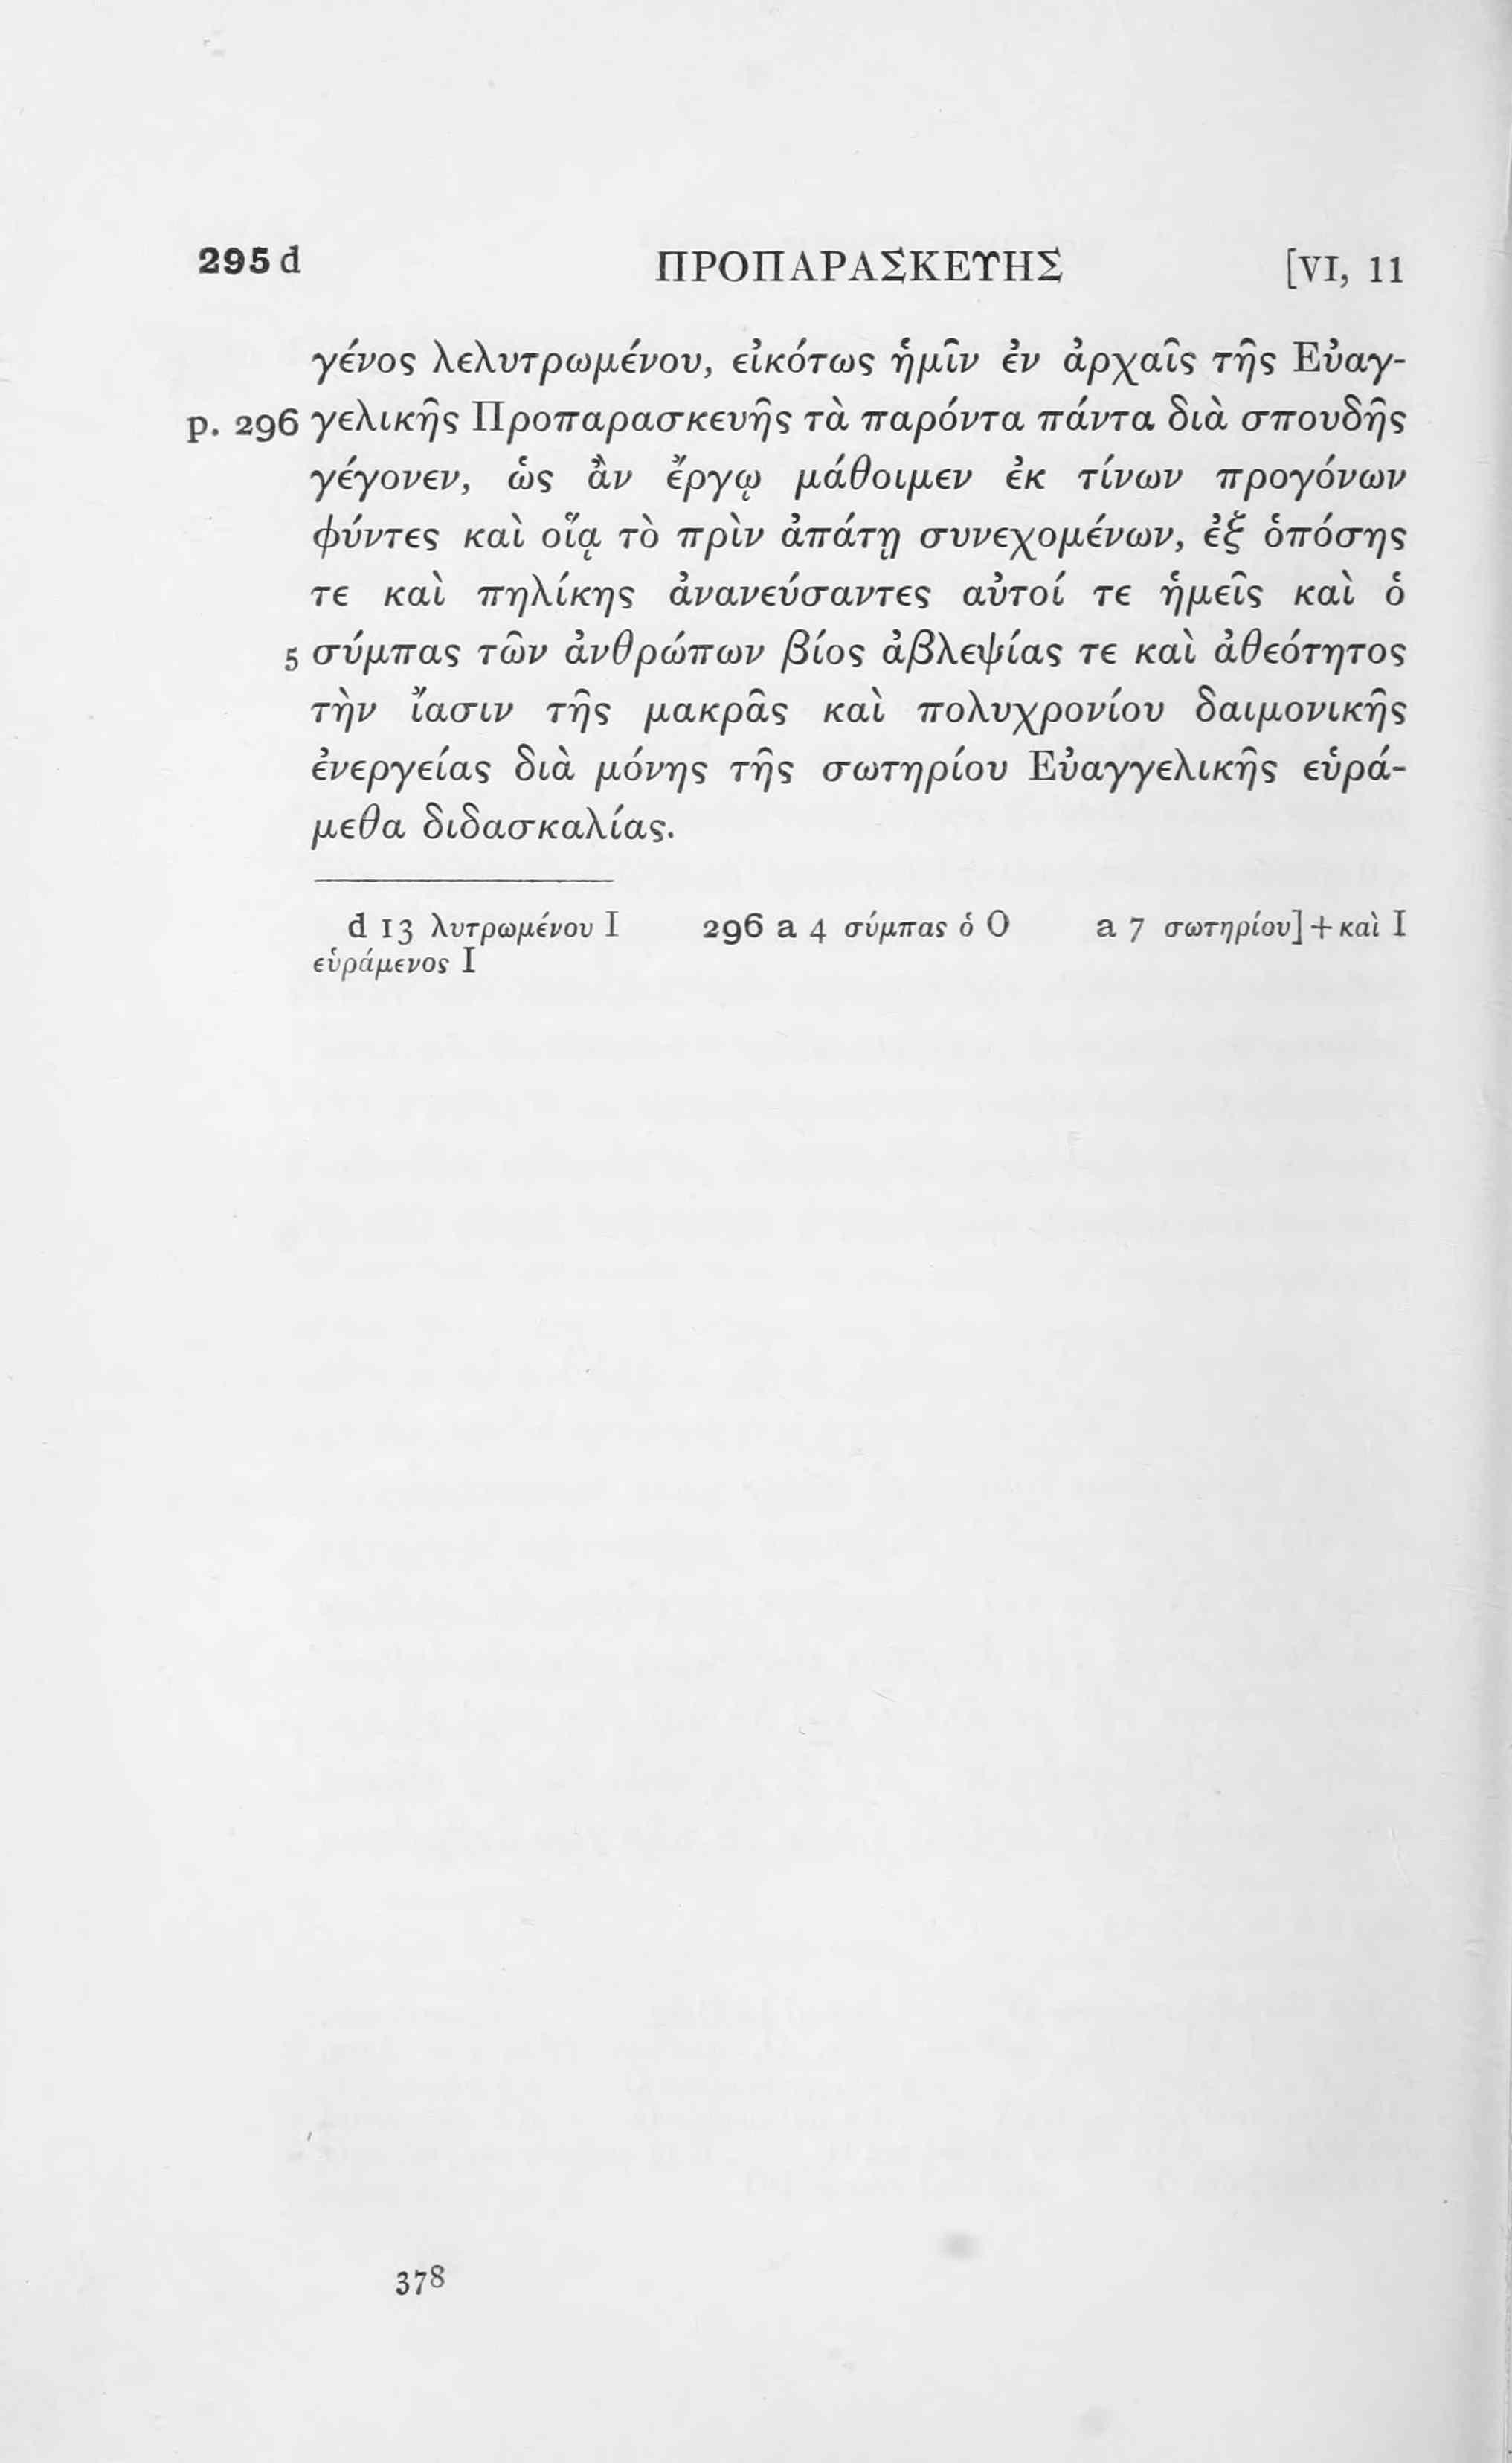 295 d ΠΡΟΠΑΡΑΣΚΕΥΗΣ [VI, 11
γένος λελυτρωμένου, εἰκότως ἡμῖν ἐν ἀρχαῖς τῆς Εὐαγ-
p. 296 γελικῆς Προπαρασκευῆς τὰ παρόντα πάντα διὰ σπουδῆς
γέγονεν, ὡς ἂν ἔργῳ μάθοιμεν ἐκ τίνων προγόνων
φύντες καὶ οἵᾳ τὸ πρὶν ἀπάτῃ συνεχομένων, ἐξ ὁπόσης
τε καὶ πηλίκης ἀνανεύσαντες αὐτοί τε ἡμεῖς καὶ ὁ
5 σύμπας τῶν ἀνθρώπων βίος ἀβλεψίας τε καὶ ἀθεότητος
τὴν ἴασιν τῆς μακρᾶς καὶ πολυχρονίου δαιμονικῆς
ἐνεργείας διὰ μόνης τῆς σωτηρίου Εὐαγγελικῆς εὑρά-
μεθα διδασκαλίας.
d 13 λυτρωμένου I 296 a 4 σύμπας ὁ O a 7 σωτηρίου] + καὶ I
εὑράμενος I
378